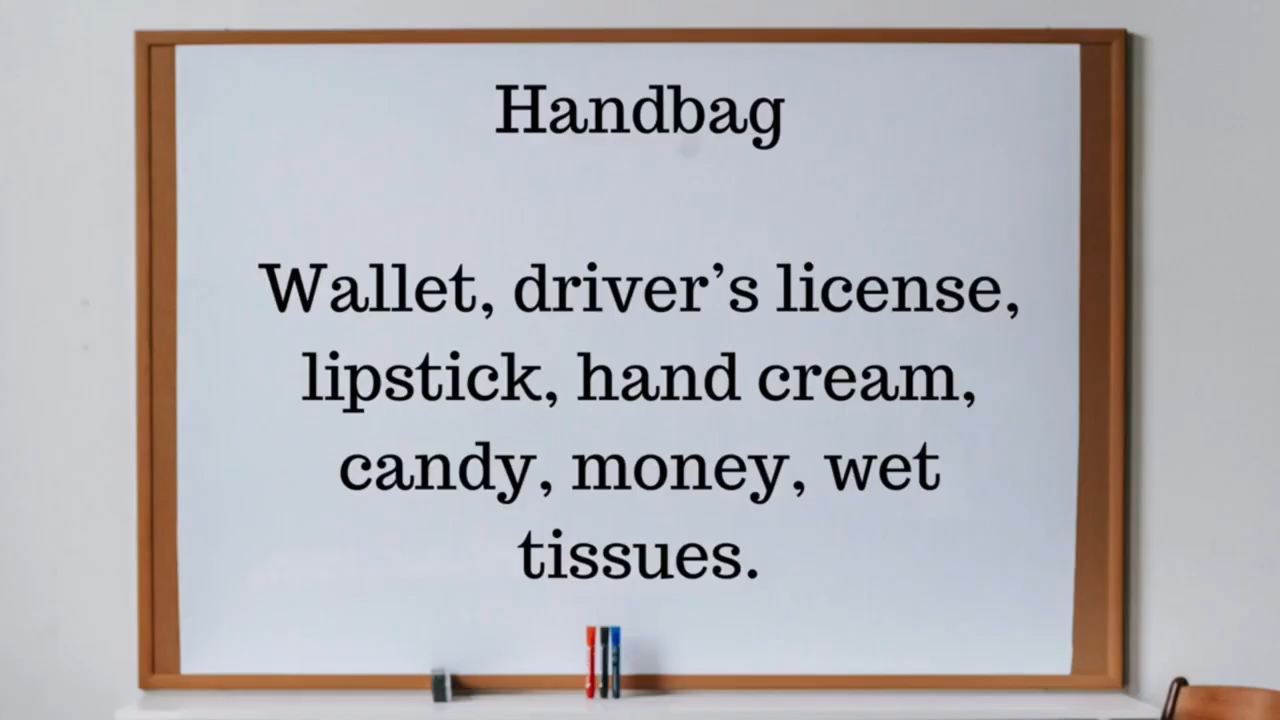 Handbag
Wallet, driver’s license,
lipstick, hand cream,
candy, money, wet
tissues.